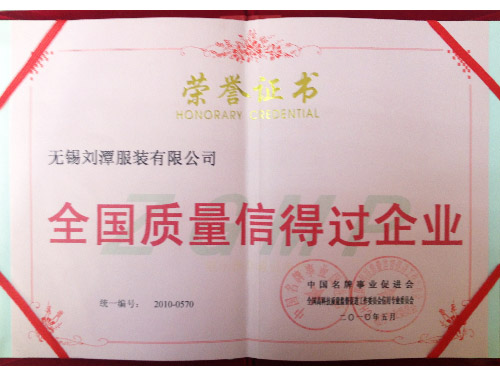 荣誉证书
HONORARY CREDENTIAL
无锡刘潭服装有限公司
全国质量信得过企业
统一编号: 2010-0570
中国名牌事业促进会
二〇一〇年五月